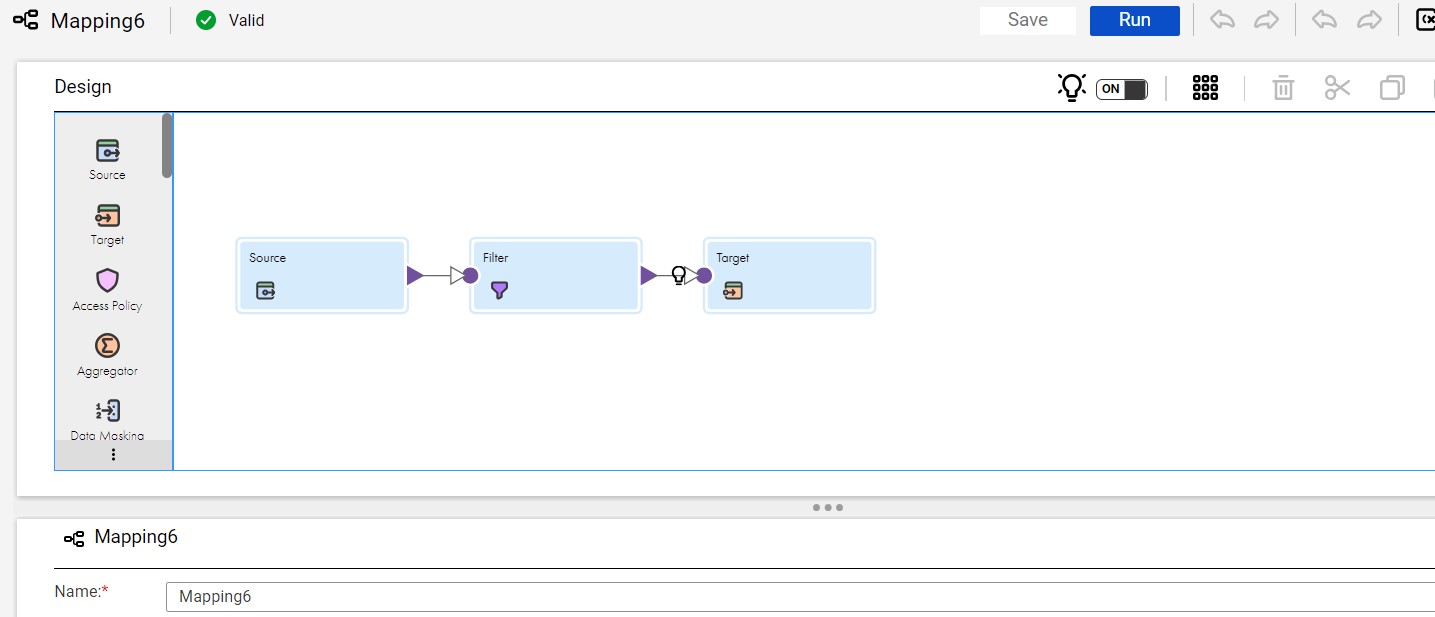 Mapping6 Valid Save Run
Design ON
Source
Target
Access Policy
Aggregator
Data Masking
Source Filter Target
Mapping6
Name:* Mapping6